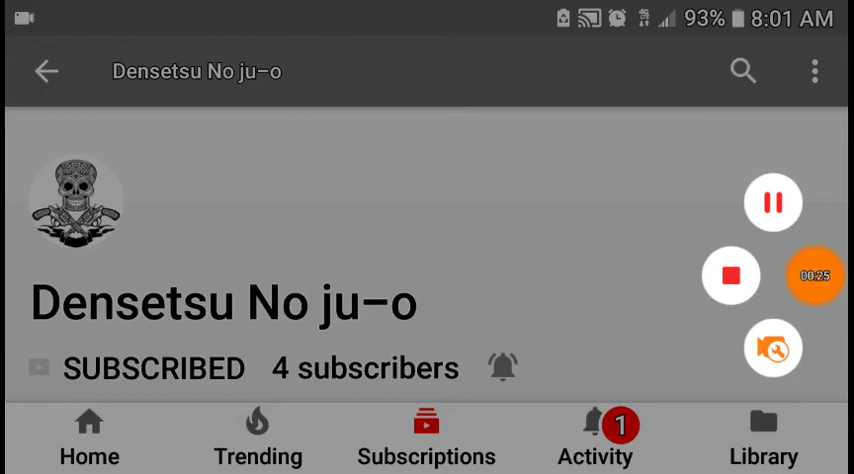 93% 8:01 AM
Densetsu No ju–o
00:25
Densetsu No ju–o
SUBSCRIBED 4 subscribers
1
Home Trending Subscriptions Activity Library